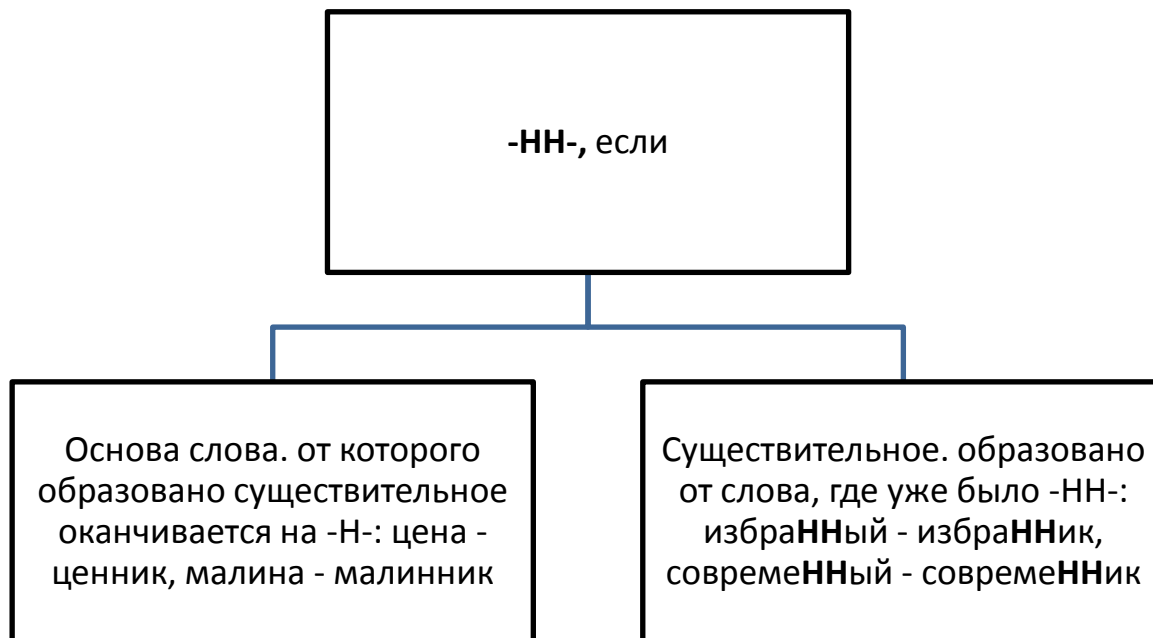 -НН-, если
Основа слова. от которого
образовано существительное
оканчивается на -Н-: цена -
ценник, малина - малинник
Существительное. образовано
от слова, где уже было -НН-:
избраННый - избраННик,
совремеННый - совремеННик